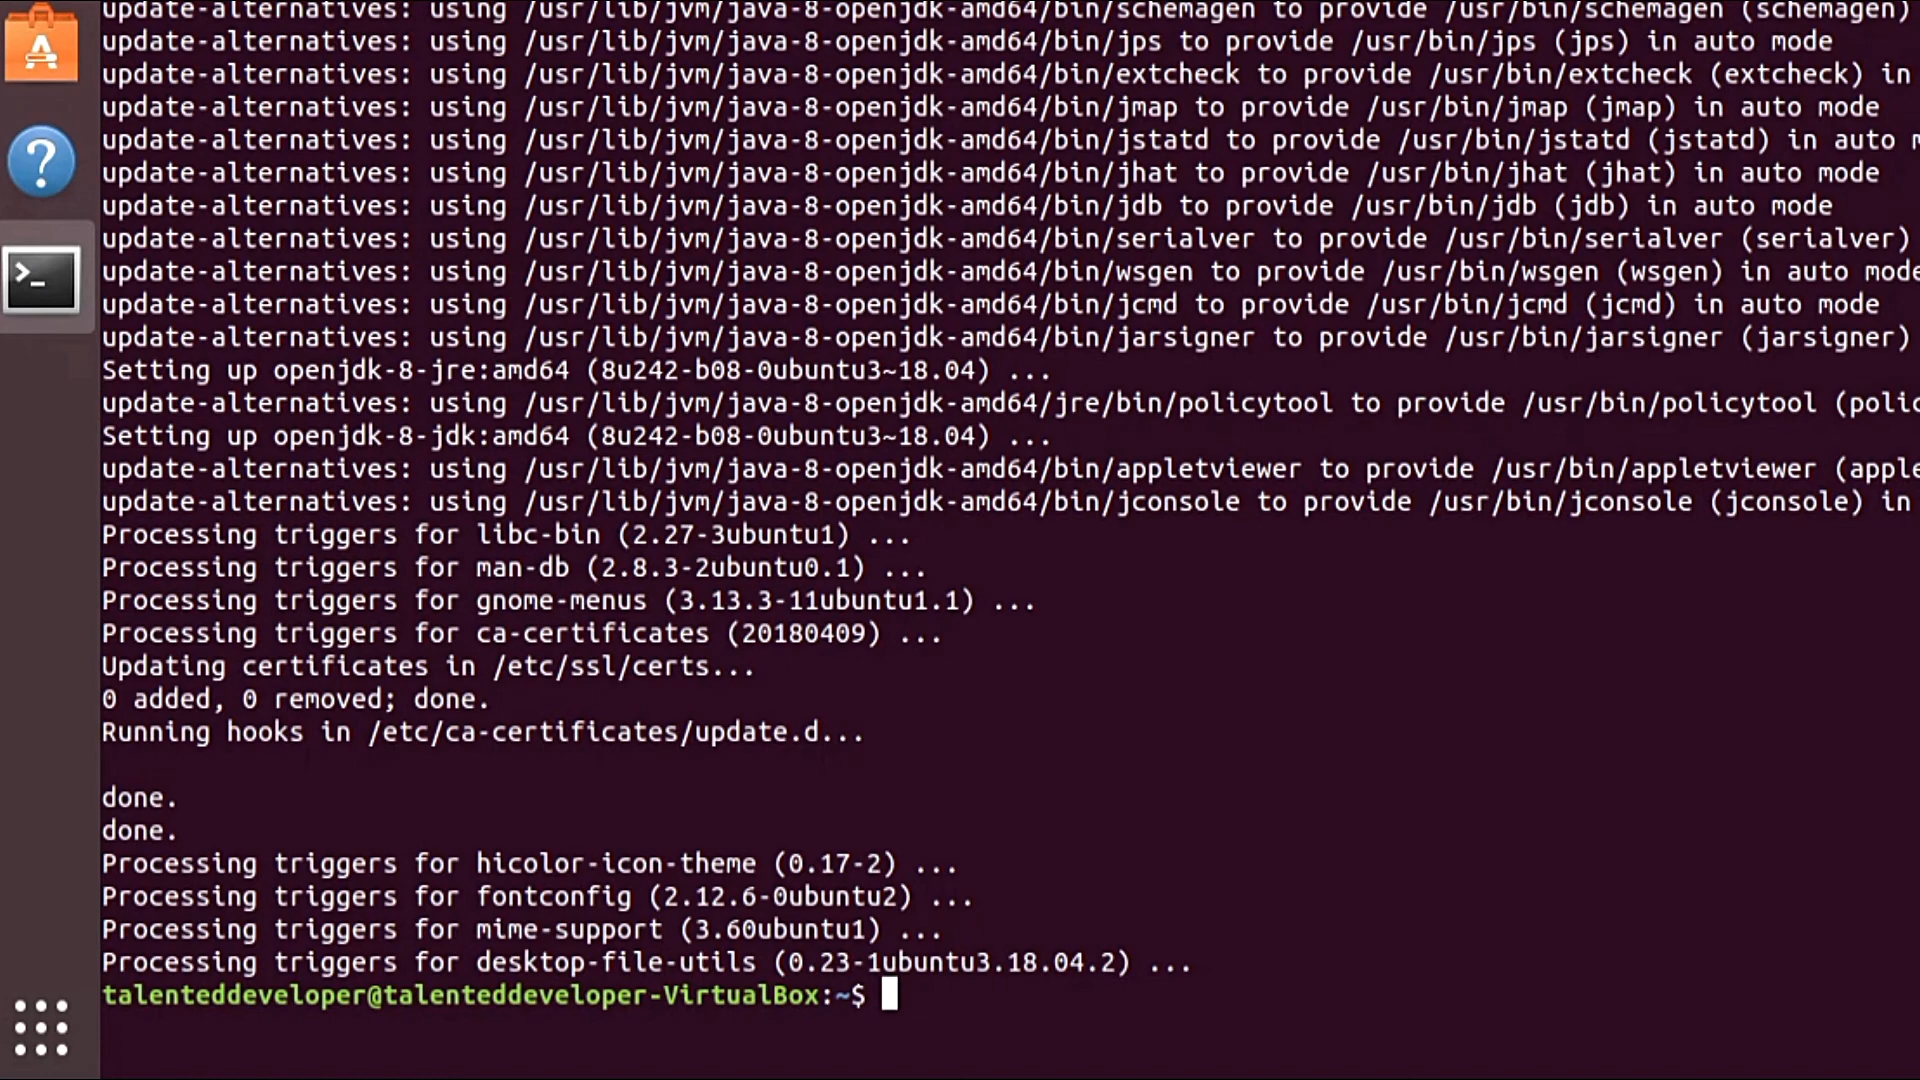 update-alternatives: using /usr/lib/jvm/java-8-openjdk-amd64/bin/schemagen to provide /usr/bin/schemagen (schemagen)
update-alternatives: using /usr/lib/jvm/java-8-openjdk-amd64/bin/jps to provide /usr/bin/jps (jps) in auto mode
update-alternatives: using /usr/lib/jvm/java-8-openjdk-amd64/bin/extcheck to provide /usr/bin/extcheck (extcheck) in
update-alternatives: using /usr/lib/jvm/java-8-openjdk-amd64/bin/jmap to provide /usr/bin/jmap (jmap) in auto mode
update-alternatives: using /usr/lib/jvm/java-8-openjdk-amd64/bin/jstatd to provide /usr/bin/jstatd (jstatd) in auto m
update-alternatives: using /usr/lib/jvm/java-8-openjdk-amd64/bin/jhat to provide /usr/bin/jhat (jhat) in auto mode
update-alternatives: using /usr/lib/jvm/java-8-openjdk-amd64/bin/jdb to provide /usr/bin/jdb (jdb) in auto mode
update-alternatives: using /usr/lib/jvm/java-8-openjdk-amd64/bin/serialver to provide /usr/bin/serialver (serialver)
update-alternatives: using /usr/lib/jvm/java-8-openjdk-amd64/bin/wsgen to provide /usr/bin/wsgen (wsgen) in auto mode
update-alternatives: using /usr/lib/jvm/java-8-openjdk-amd64/bin/jcmd to provide /usr/bin/jcmd (jcmd) in auto mode
update-alternatives: using /usr/lib/jvm/java-8-openjdk-amd64/bin/jarsigner to provide /usr/bin/jarsigner (jarsigner)
Setting up openjdk-8-jre:amd64 (8u242-b08-0ubuntu3~18.04) ...
update-alternatives: using /usr/lib/jvm/java-8-openjdk-amd64/jre/bin/policytool to provide /usr/bin/policytool (polic
Setting up openjdk-8-jdk:amd64 (8u242-b08-0ubuntu3~18.04) ...
update-alternatives: using /usr/lib/jvm/java-8-openjdk-amd64/bin/appletviewer to provide /usr/bin/appletviewer (apple
update-alternatives: using /usr/lib/jvm/java-8-openjdk-amd64/bin/jconsole to provide /usr/bin/jconsole (jconsole) in
Processing triggers for libc-bin (2.27-3ubuntu1) ...
Processing triggers for man-db (2.8.3-2ubuntu0.1) ...
Processing triggers for gnome-menus (3.13.3-11ubuntu1.1) ...
Processing triggers for ca-certificates (20180409) ...
Updating certificates in /etc/ssl/certs...
0 added, 0 removed; done.
Running hooks in /etc/ca-certificates/update.d...

done.
done.
Processing triggers for hicolor-icon-theme (0.17-2) ...
Processing triggers for fontconfig (2.12.6-0ubuntu2) ...
Processing triggers for mime-support (3.60ubuntu1) ...
Processing triggers for desktop-file-utils (0.23-1ubuntu3.18.04.2) ...
talenteddeveloper@talenteddeveloper-VirtualBox:~$